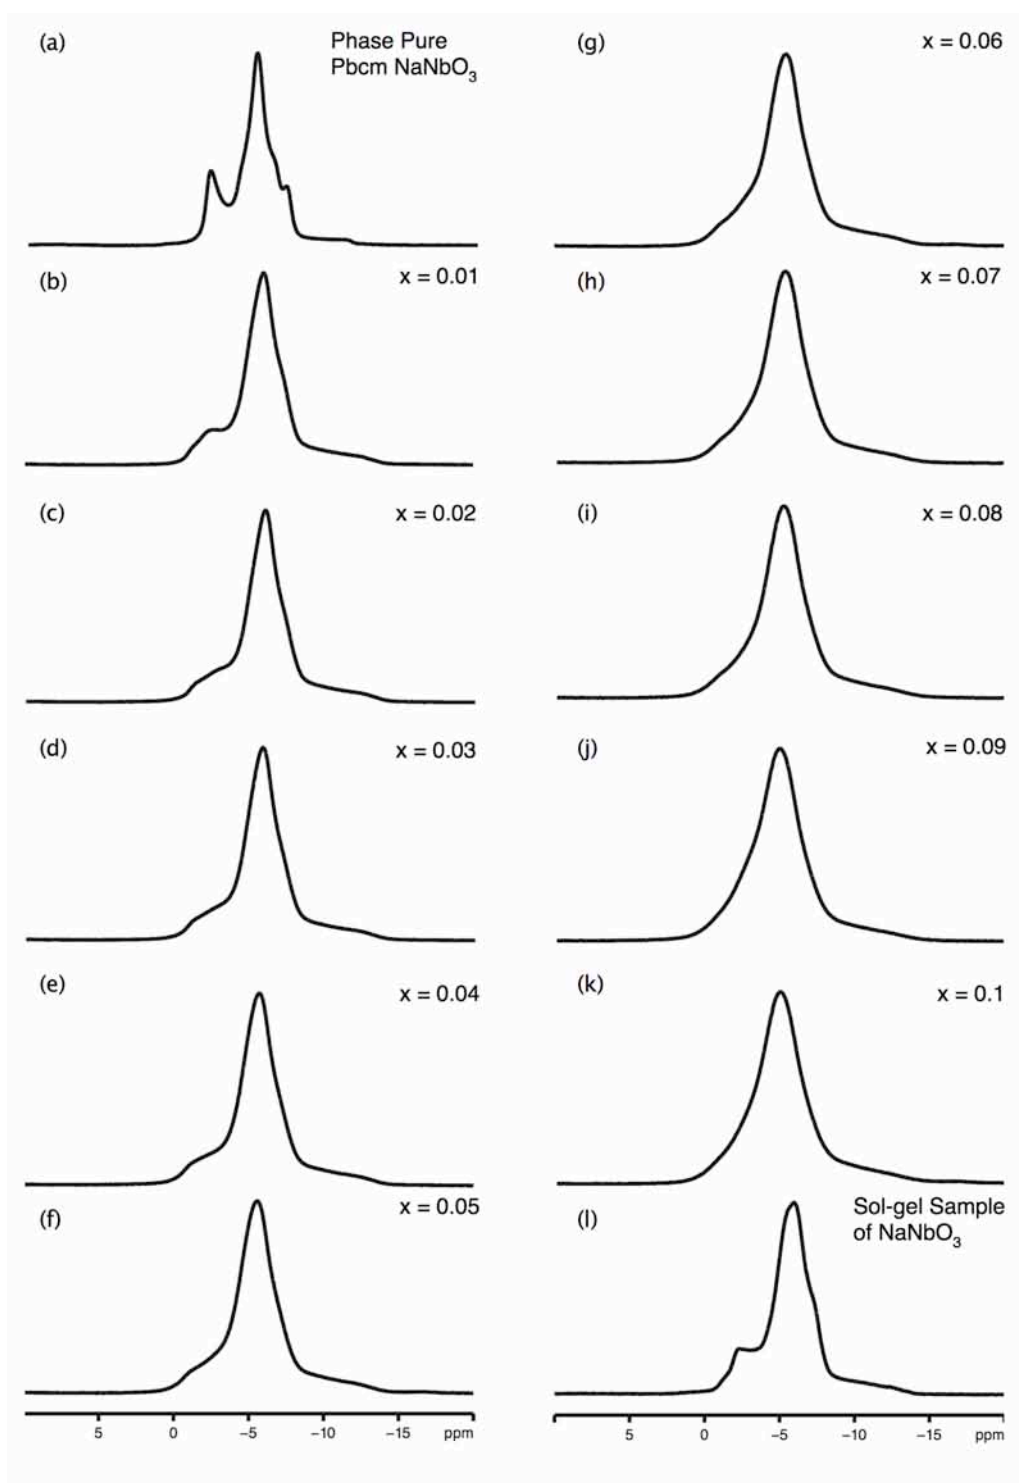 (a)
Phase Pure
Pbcm NaNbO₃
(b)
x = 0.01
(c)
x = 0.02
(d)
x = 0.03
(e)
x = 0.04
(f)
x = 0.05
5 0 −5 −10 −15 ppm
(g)
x = 0.06
(h)
x = 0.07
(i)
x = 0.08
(j)
x = 0.09
(k)
x = 0.1
(l)
Sol-gel Sample
of NaNbO₃
5 0 −5 −10 −15 ppm